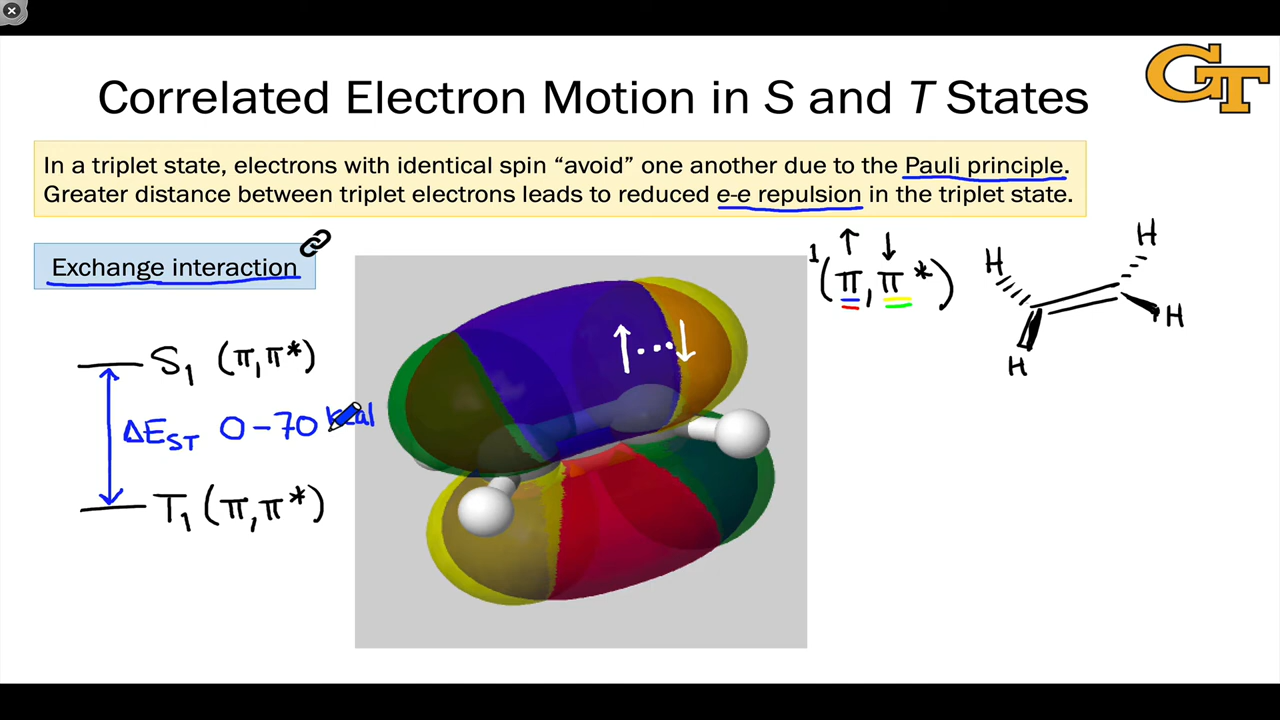 Correlated Electron Motion in S and T States
GT
In a triplet state, electrons with identical spin “avoid” one another due to the Pauli principle.
Greater distance between triplet electrons leads to reduced e-e repulsion in the triplet state.
Exchange interaction
¹(π, π*)
H
H
H
H
S₁ (π,π*)
ΔE_ST 0-70 kcal
T₁ (π,π*)